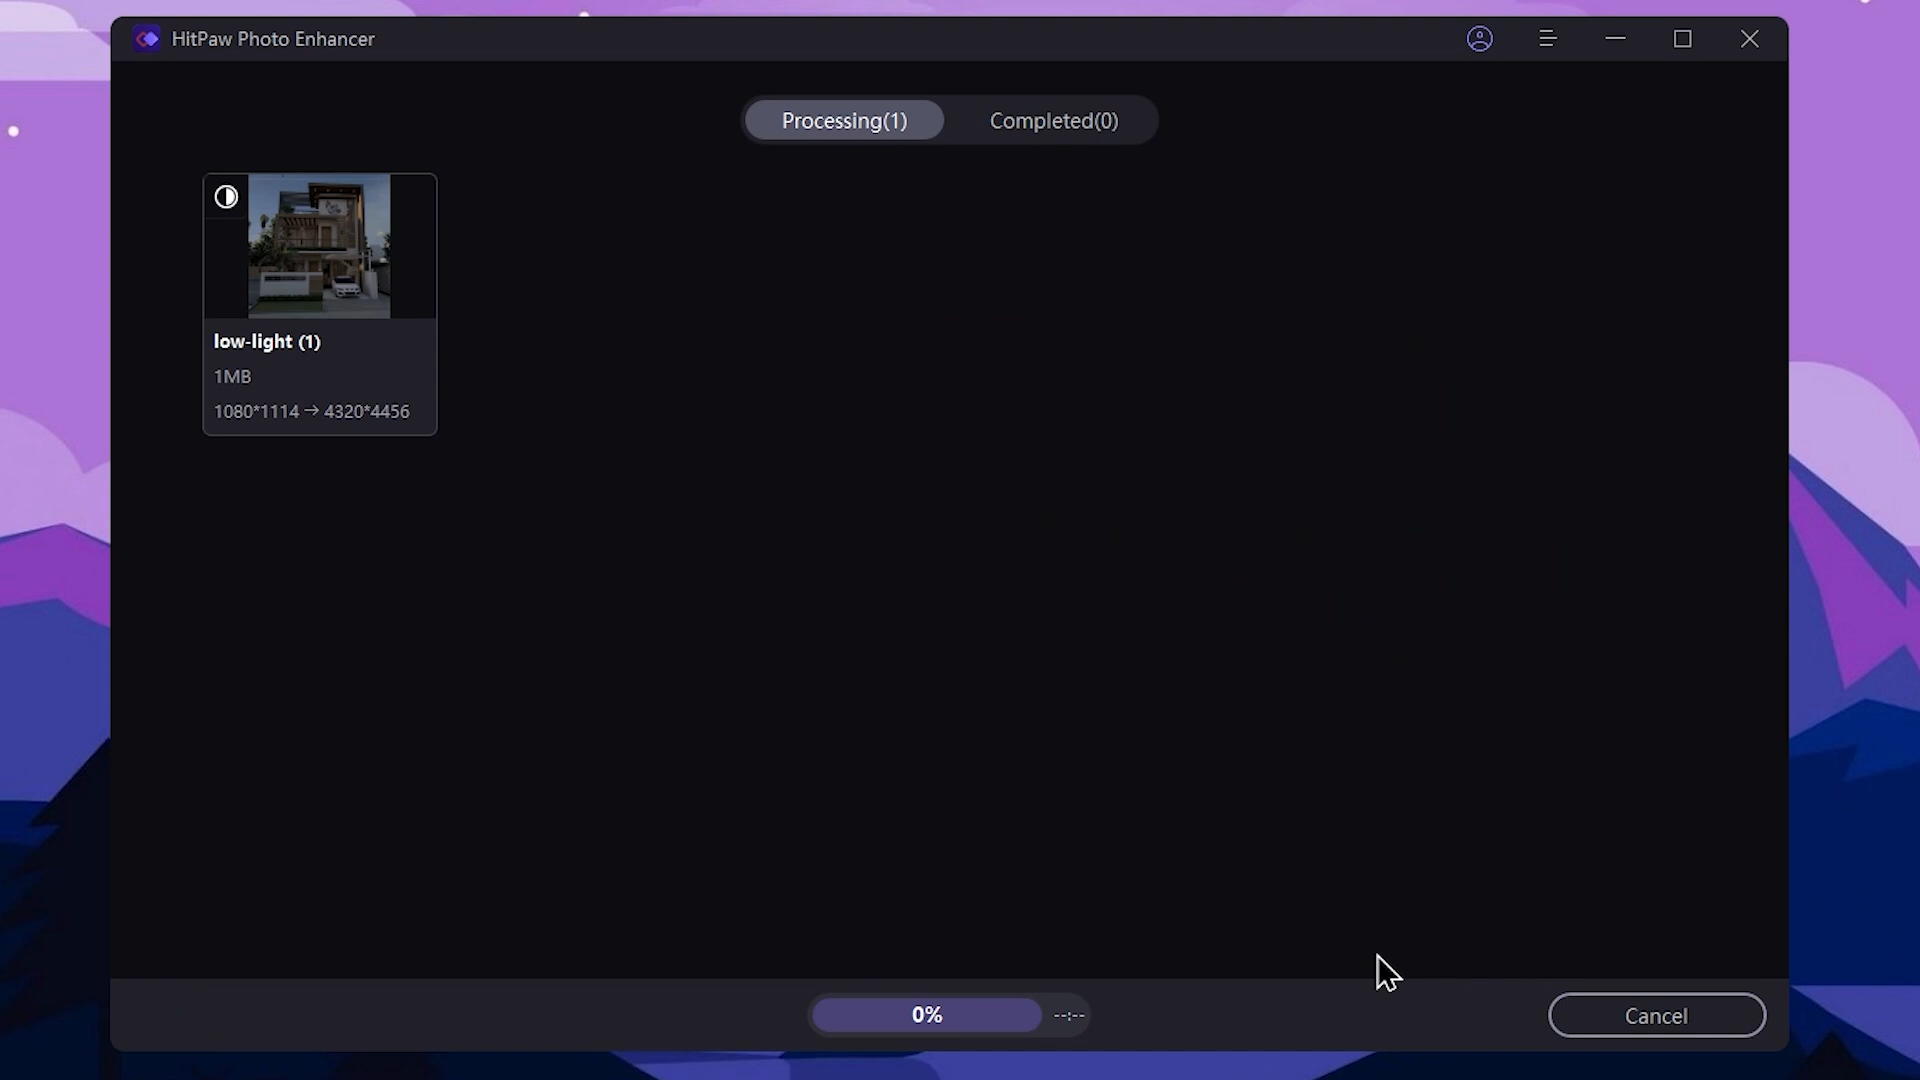 HitPaw Photo Enhancer
Processing(1)
Completed(0)
low-light (1)
1MB
1080*1114 → 4320*4456
0%
--:--
Cancel